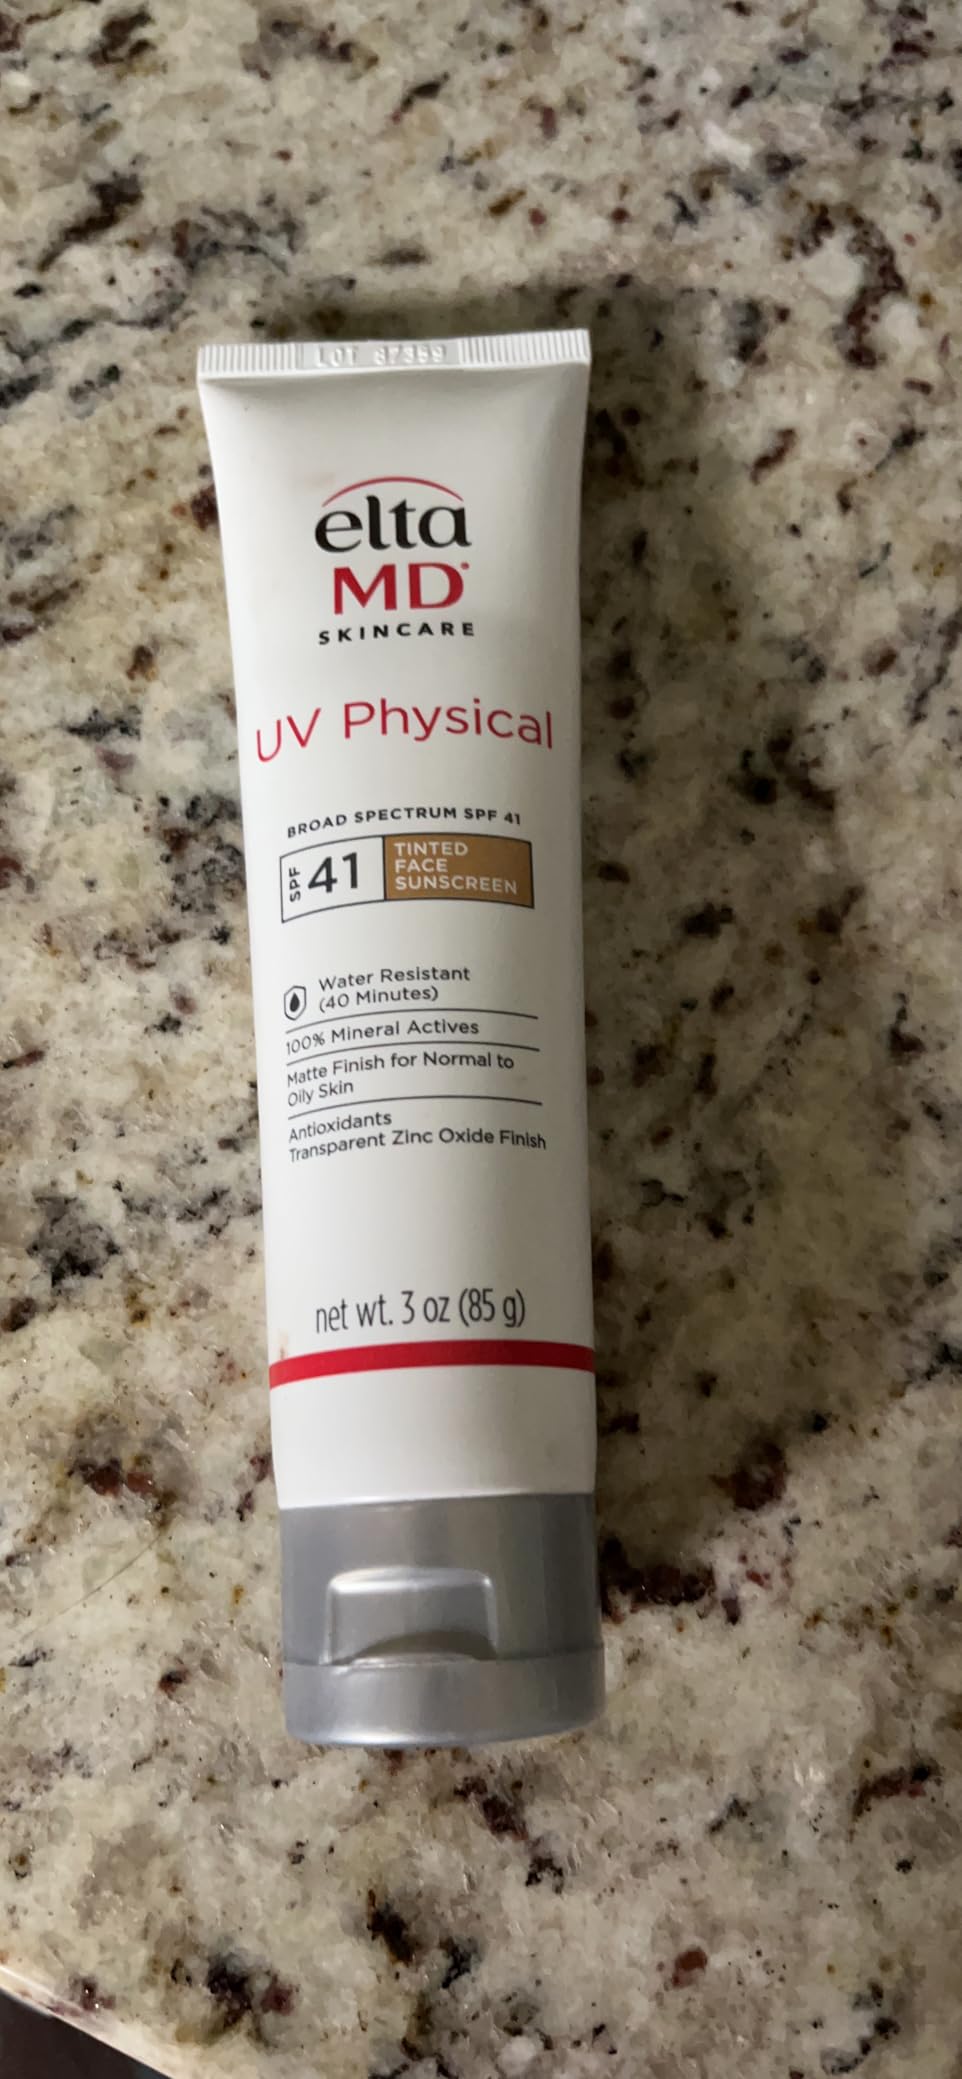 LOT 87359
elta
MD®
SKINCARE
UV Physical
BROAD SPECTRUM SPF 41
SPF 41
TINTED
FACE
SUNSCREEN
Water Resistant
(40 Minutes)
100% Mineral Actives
Matte Finish for Normal to
Oily Skin
Antioxidants
Transparent Zinc Oxide Finish
net wt. 3 oz (85 g)